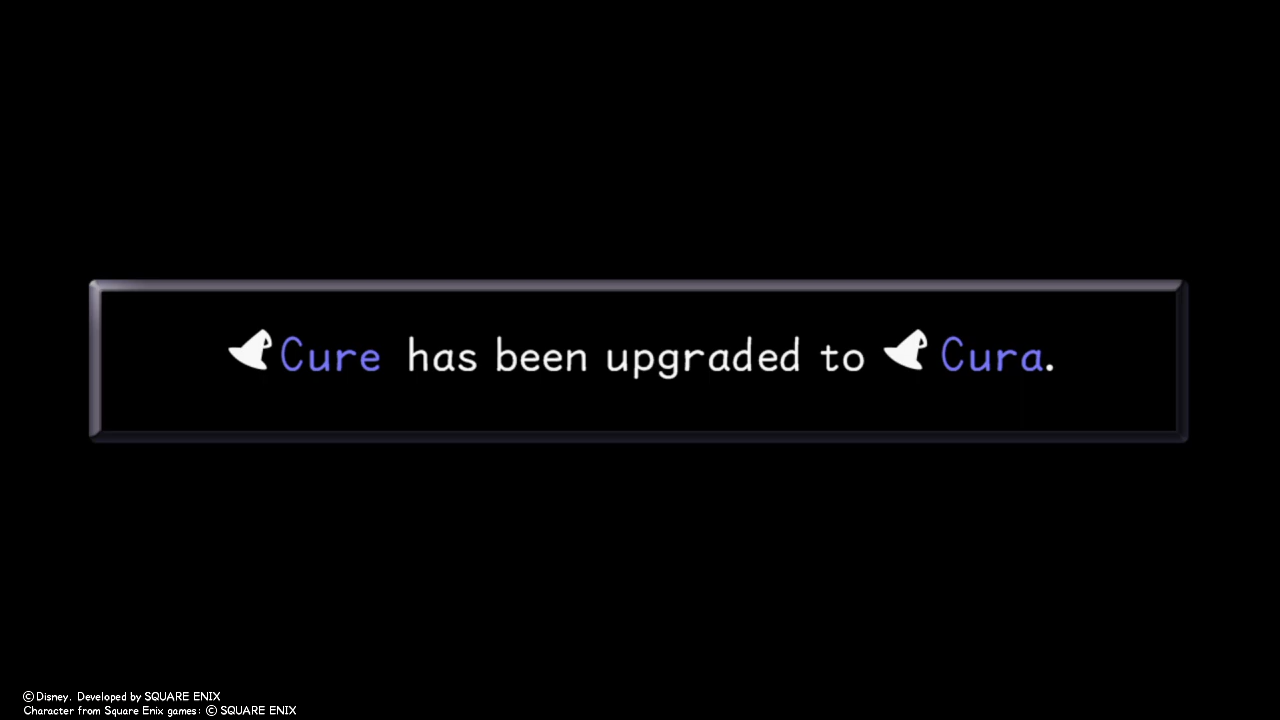 Cure has been upgraded to Cura.
©Disney. Developed by SQUARE ENIX
Character from Square Enix games: © SQUARE ENIX